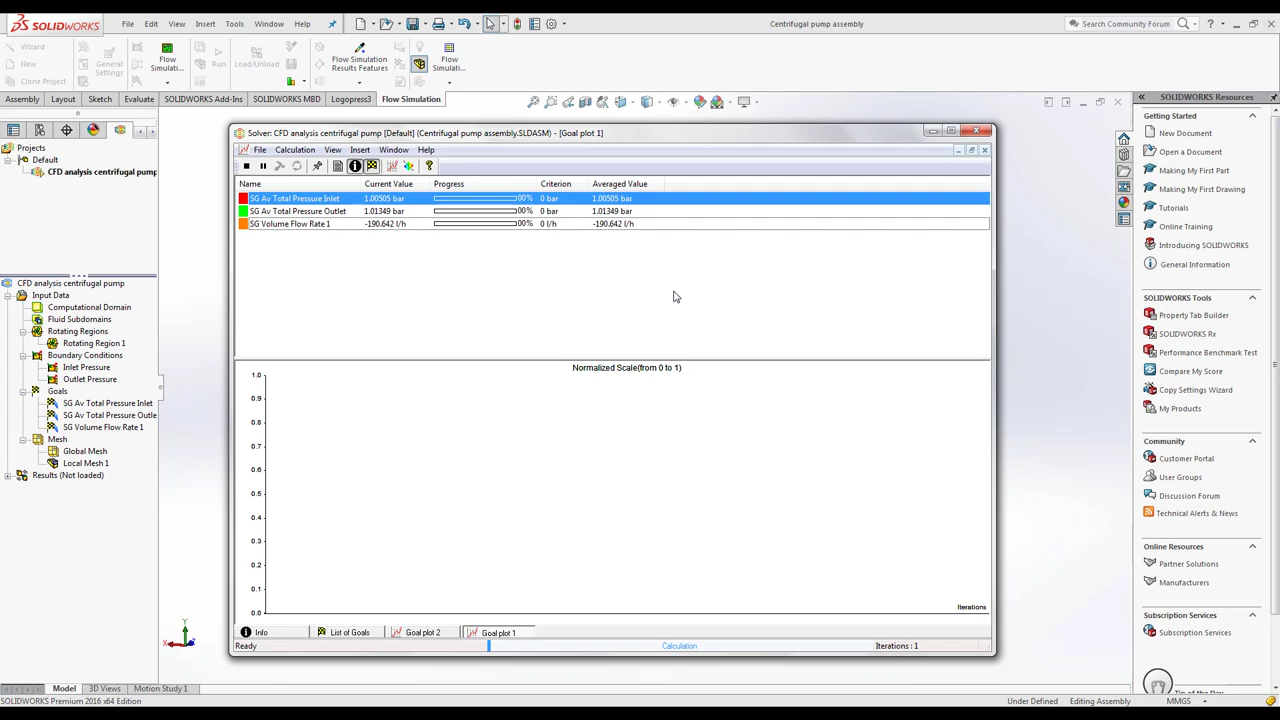 SOLIDWORKS File Edit View Insert Tools Window Help Centrifugal pump assembly Search Community Forum ?
Wizard
New
Clone Project
General
Settings
Flow
Simulati...
Run
Load/Unload
Flow Simulation
Results Features
Flow
Simulati...
Assembly Layout Sketch Evaluate SOLIDWORKS Add-Ins SOLIDWORKS MBD Logopress3 Flow Simulation
Projects
Default
CFD analysis centrifugal pump
CFD analysis centrifugal pump
Input Data
Computational Domain
Fluid Subdomains
Rotating Regions
Rotating Region 1
Boundary Conditions
Inlet Pressure
Outlet Pressure
Goals
SG Av Total Pressure Inlet
SG Av Total Pressure Outle
SG Volume Flow Rate 1
Mesh
Global Mesh
Local Mesh 1
Results (Not loaded)
Solver: CFD analysis centrifugal pump [Default] (Centrifugal pump assembly.SLDASM) - [Goal plot 1]
File Calculation View Insert Window Help
Name Current Value Progress Criterion Averaged Value
SG Av Total Pressure Inlet 1.00505 bar 00% 0 bar 1.00505 bar
SG Av Total Pressure Outlet 1.01349 bar 00% 0 bar 1.01349 bar
SG Volume Flow Rate 1 -190.642 l/h 00% 0 l/h -190.642 l/h
Normalized Scale(from 0 to 1)
1.0
0.9
0.8
0.7
0.6
0.5
0.4
0.3
0.2
0.1
0.0
Iterations
Info List of Goals Goal plot 2 Goal plot 1
Ready Calculation Iterations : 1
SOLIDWORKS Resources
Getting Started
New Document
Open a Document
Making My First Part
Making My First Drawing
Tutorials
Online Training
Introducing SOLIDWORKS
General Information
SOLIDWORKS Tools
Property Tab Builder
SOLIDWORKS Rx
Performance Benchmark Test
Compare My Score
Copy Settings Wizard
My Products
Community
Customer Portal
User Groups
Discussion Forum
Technical Alerts & News
Online Resources
Partner Solutions
Manufacturers
Subscription Services
Subscription Services
Tip of the Day
Y
X
Z
Model 3D Views Motion Study 1
SOLIDWORKS Premium 2016 x64 Edition Under Defined Editing Assembly MMGS